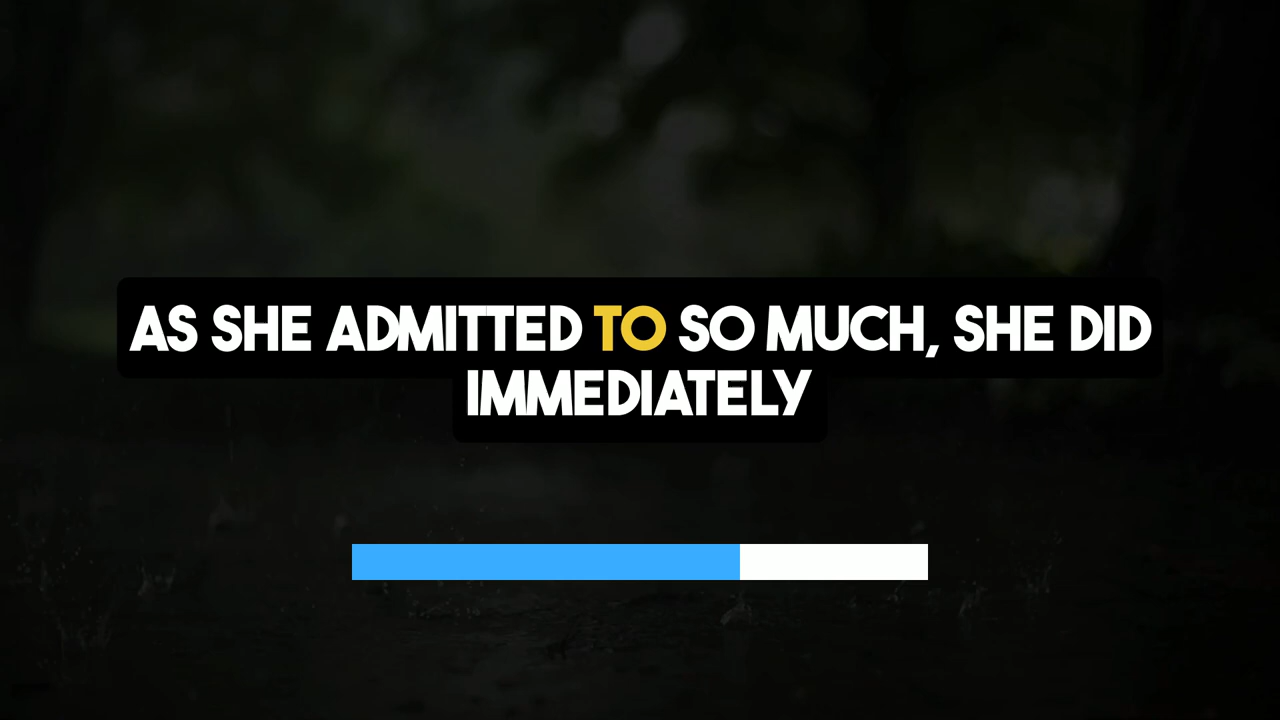 AS SHE ADMITTED TO SO MUCH, SHE DID
IMMEDIATELY